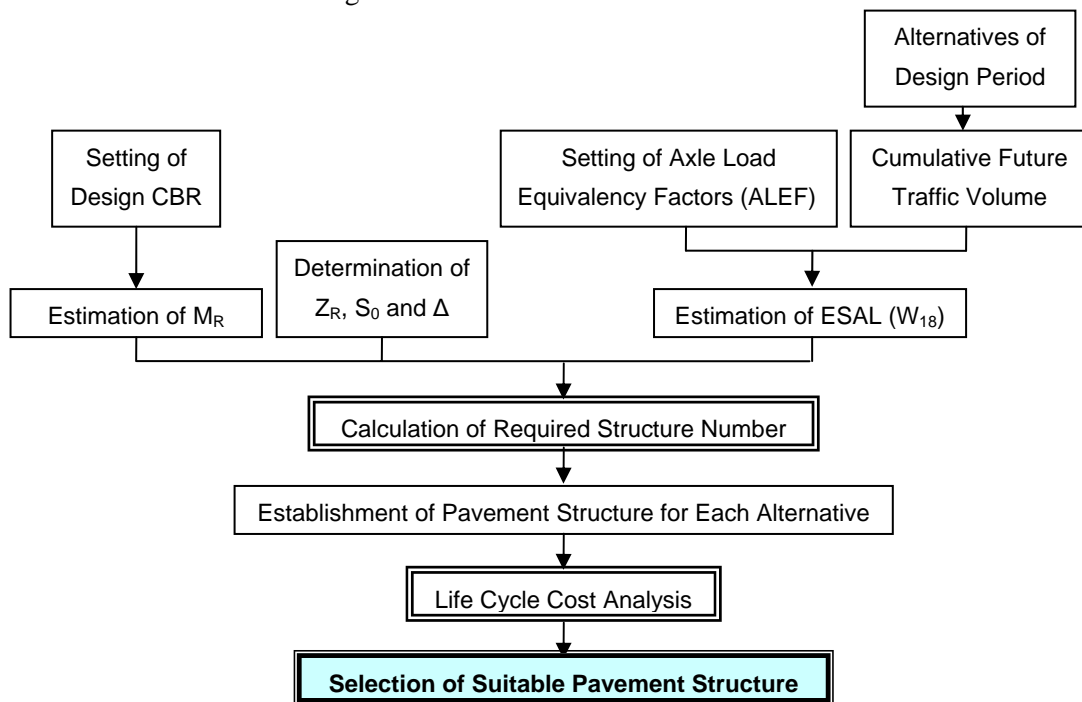 g
Alternatives of
Design Period
Setting of
Design CBR
Setting of Axle Load
Equivalency Factors (ALEF)
Cumulative Future
Traffic Volume
Determination of
Z_R, S_0 and Δ
Estimation of M_R
Estimation of ESAL (W_18)
Calculation of Required Structure Number
Establishment of Pavement Structure for Each Alternative
Life Cycle Cost Analysis
Selection of Suitable Pavement Structure